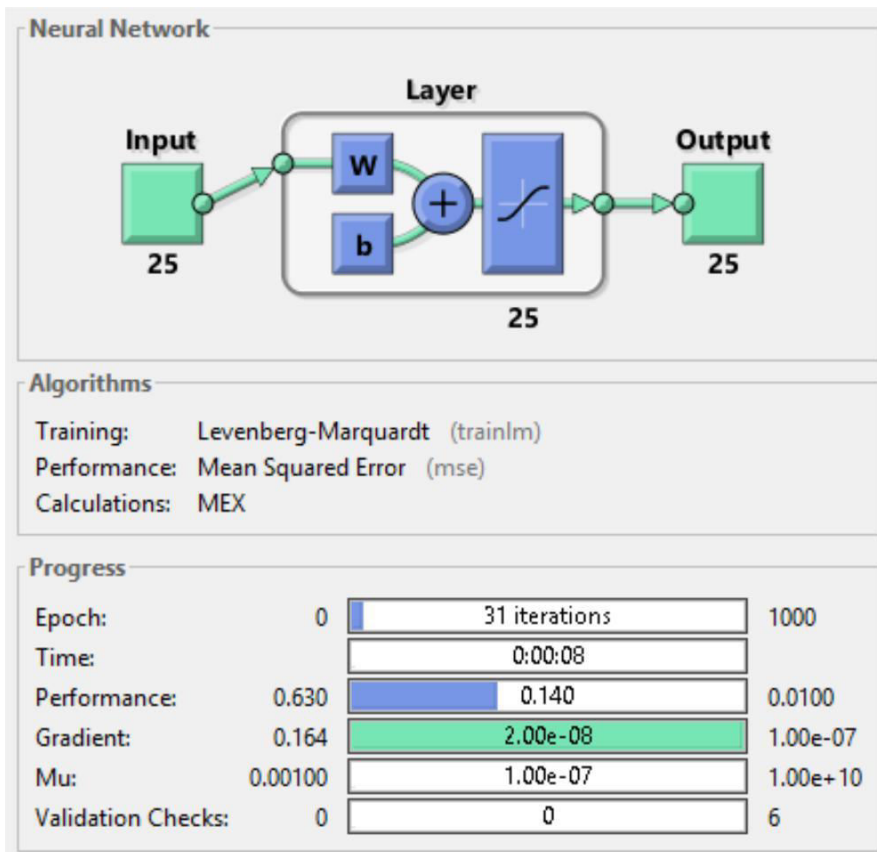 Neural Network
Layer
Input
Output
W
+
b
25
25
25
Algorithms
Training: Levenberg-Marquardt (trainlm)
Performance: Mean Squared Error (mse)
Calculations: MEX
Progress
Epoch: 0 31 iterations 1000
Time: 0:00:08
Performance: 0.630 0.140 0.0100
Gradient: 0.164 2.00e-08 1.00e-07
Mu: 0.00100 1.00e-07 1.00e+10
Validation Checks: 0 0 6